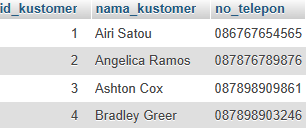 id_kustomer nama_kustomer no_telepon
1 Airi Satou 086767654565
2 Angelica Ramos 087876789876
3 Ashton Cox 087898909861
4 Bradley Greer 087898903246